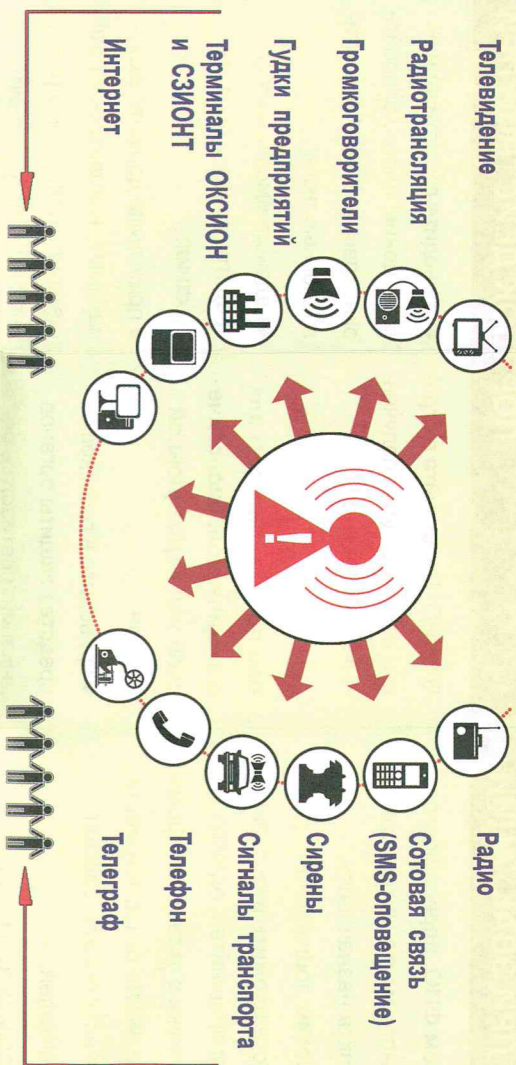 Телевидение
Радиотрансляция
Громкоговорители
Гудки предприятий
Терминалы ОКСИОН
и СЗИОНТ
Интернет
Радио
Сотовая связь
(SMS-оповещение)
Сирены
Сигналы транспорта
Телефон
Телеграф